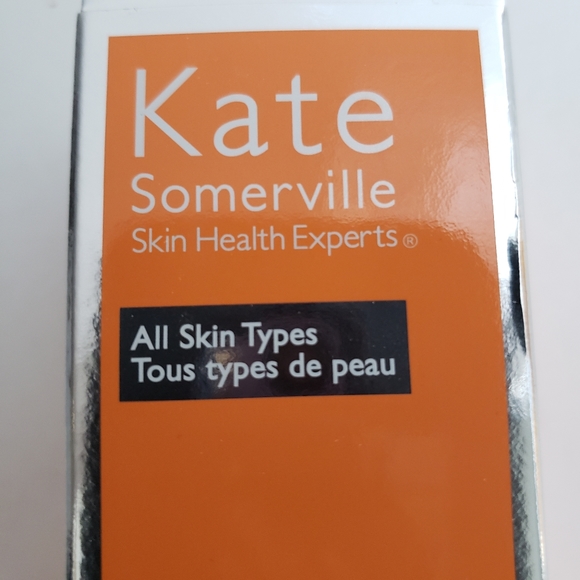 Kate
Somerville
Skin Health Experts®
All Skin Types
Tous types de peau